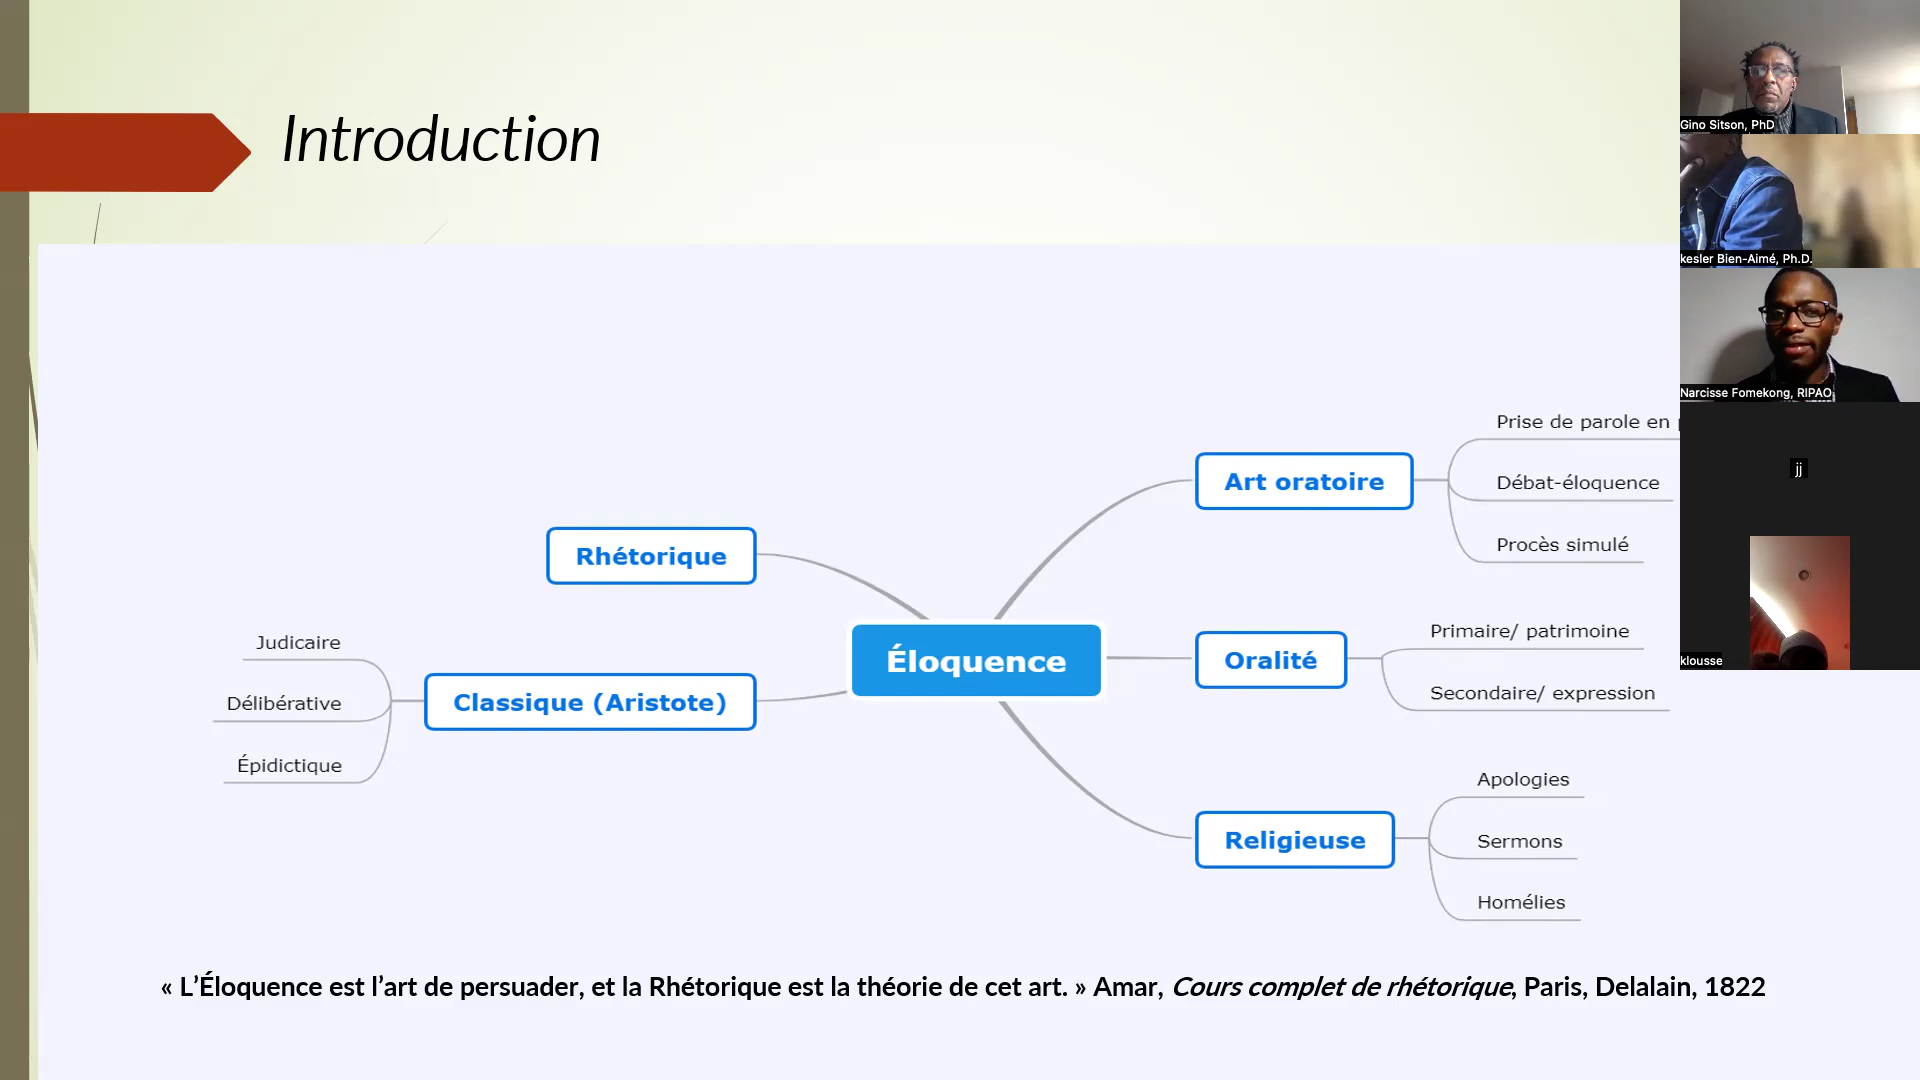 Introduction
Rhétorique
Judicaire
Délibérative
Épidictique
Classique (Aristote)
Éloquence
Art oratoire
Prise de parole en
Débat-éloquence
Procès simulé
Oralité
Primaire/ patrimoine
Secondaire/ expression
Religieuse
Apologies
Sermons
Homélies
« L’Éloquence est l’art de persuader, et la Rhétorique est la théorie de cet art. » Amar, Cours complet de rhétorique, Paris, Delalain, 1822
Gino Sitson, PhD
kesler Bien-Aimé, Ph.D.
Narcisse Fomekong, RIPAO
jj
klousse